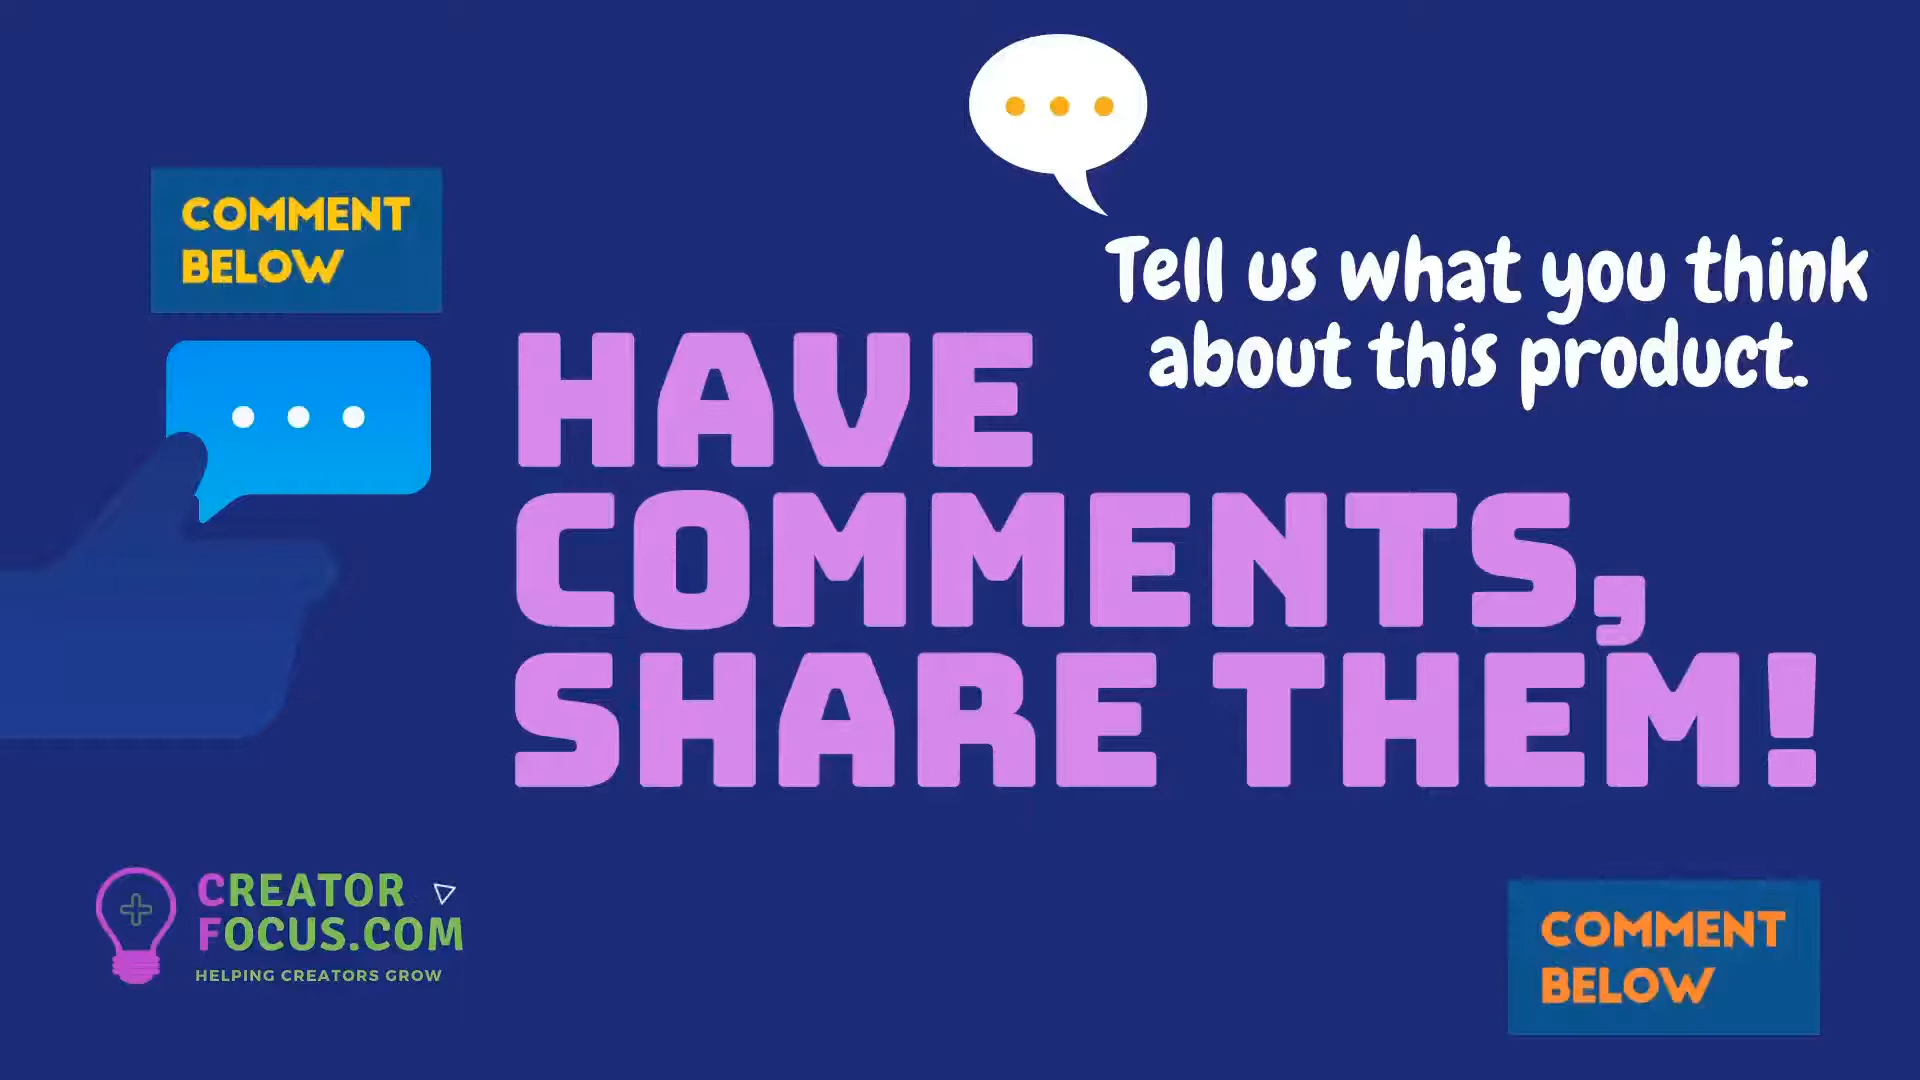 COMMENT
BELOW
Tell us what you think
about this product.
HAVE
COMMENTS,
SHARE THEM!
CREATOR
FOCUS.COM
HELPING CREATORS GROW
COMMENT
BELOW